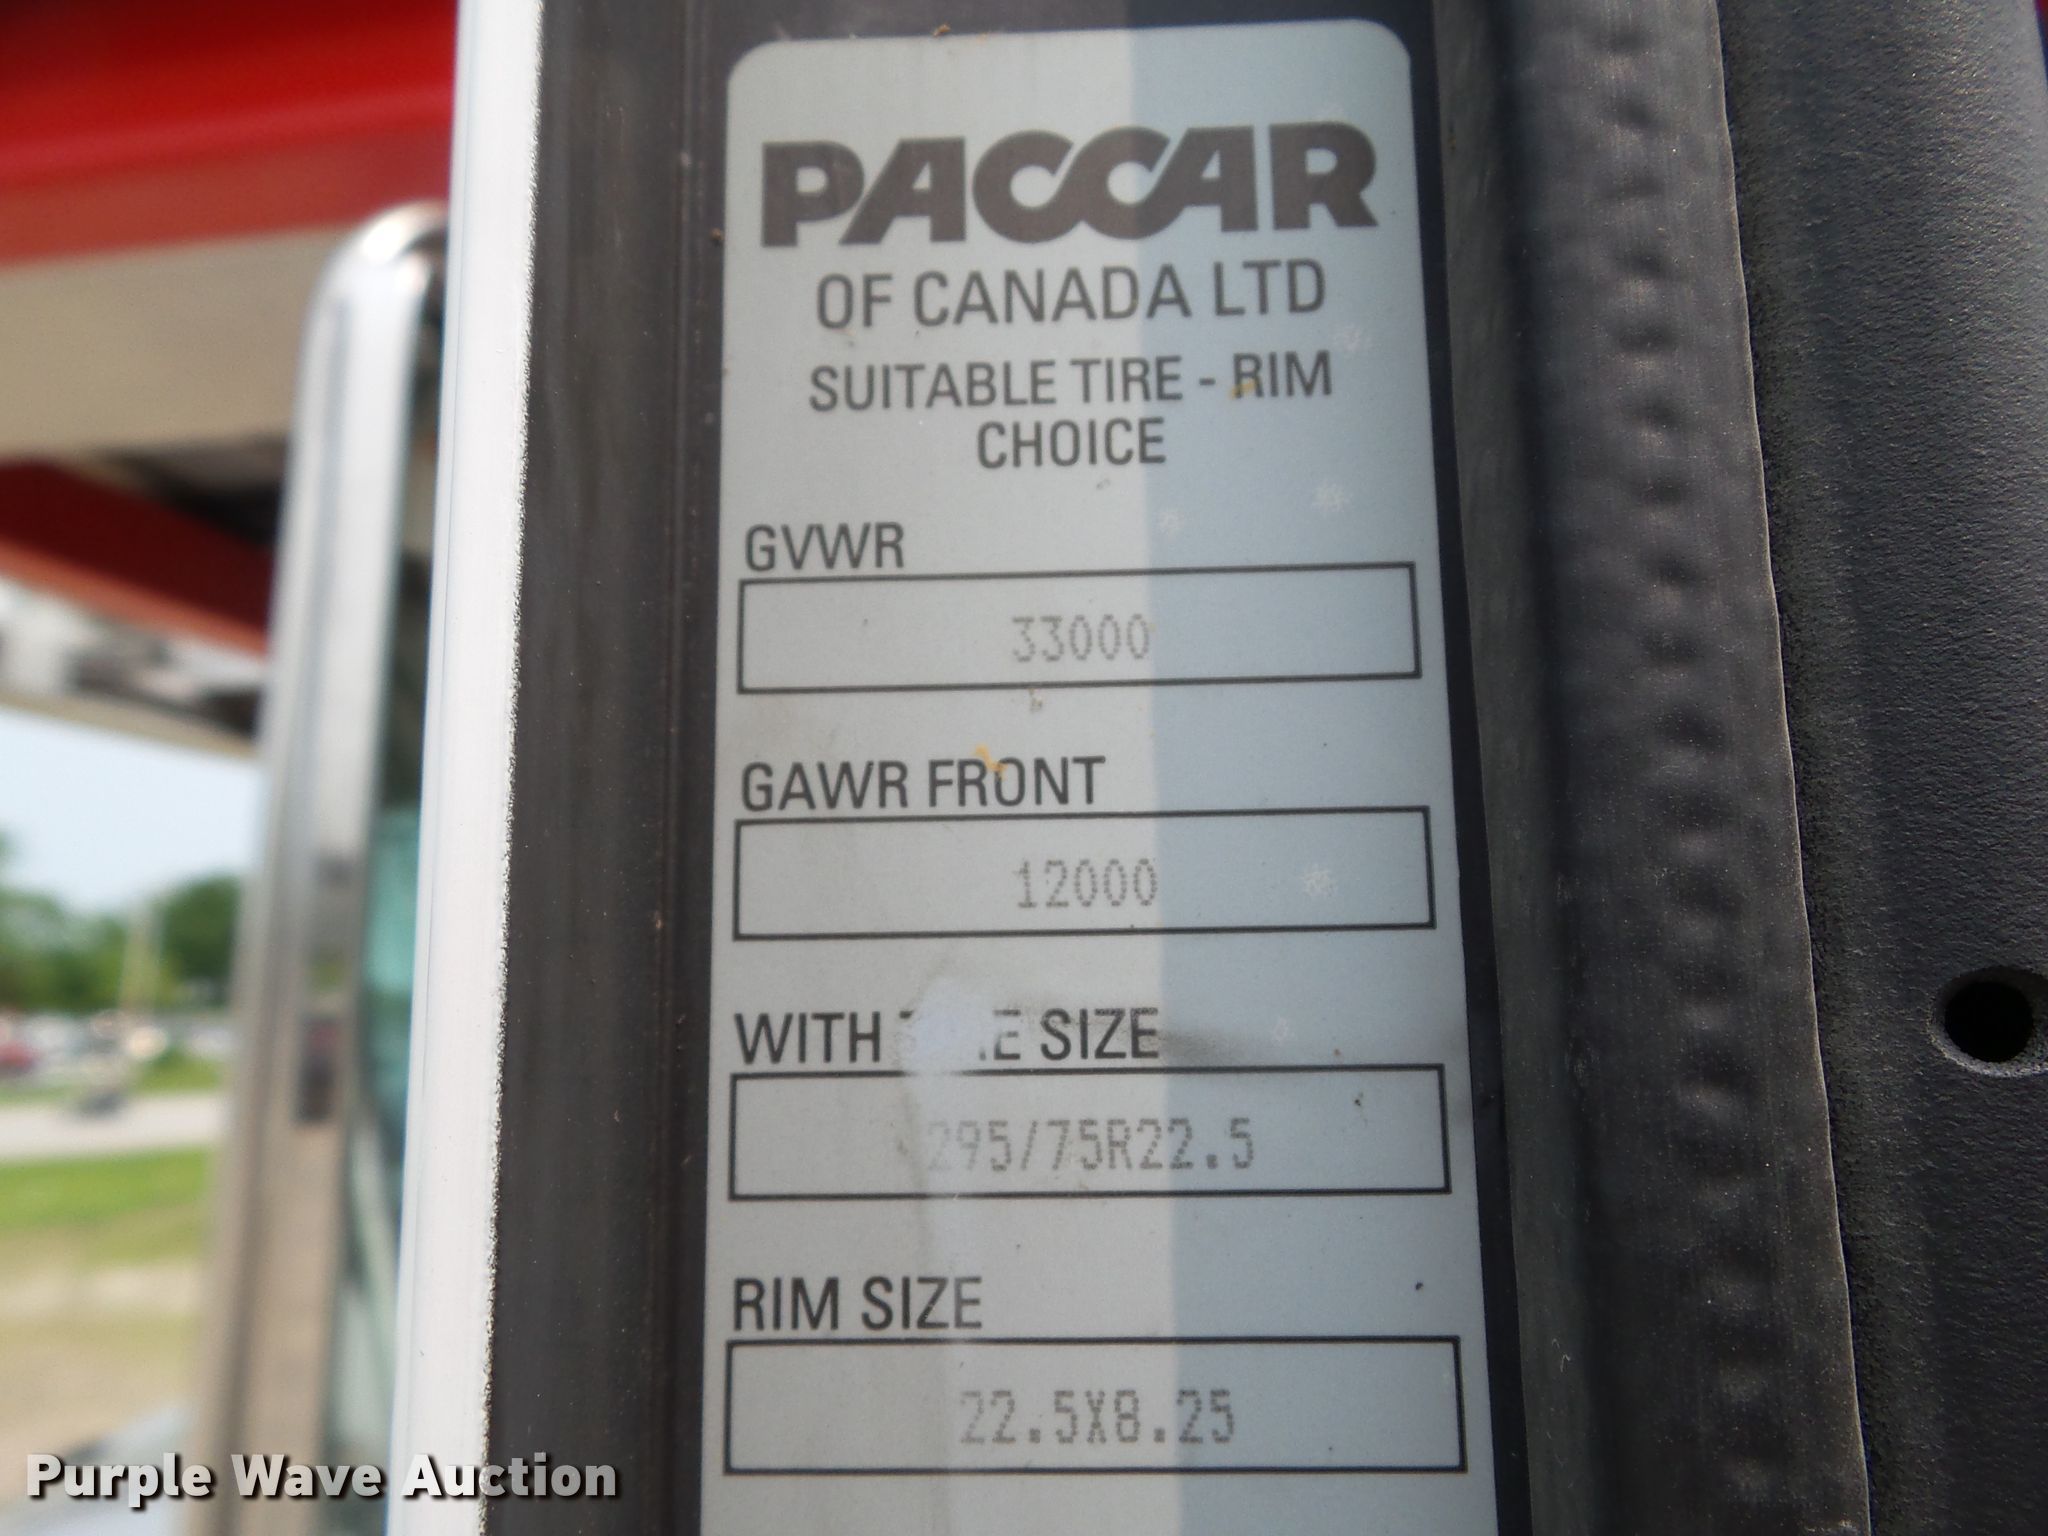 PACCAR
OF CANADA LTD
SUITABLE TIRE - RIM
CHOICE
GVWR
33000
GAWR FRONT
12000
WITH TIRE SIZE
295/75R22.5
RIM SIZE
22.5X8.25
Purple Wave Auction